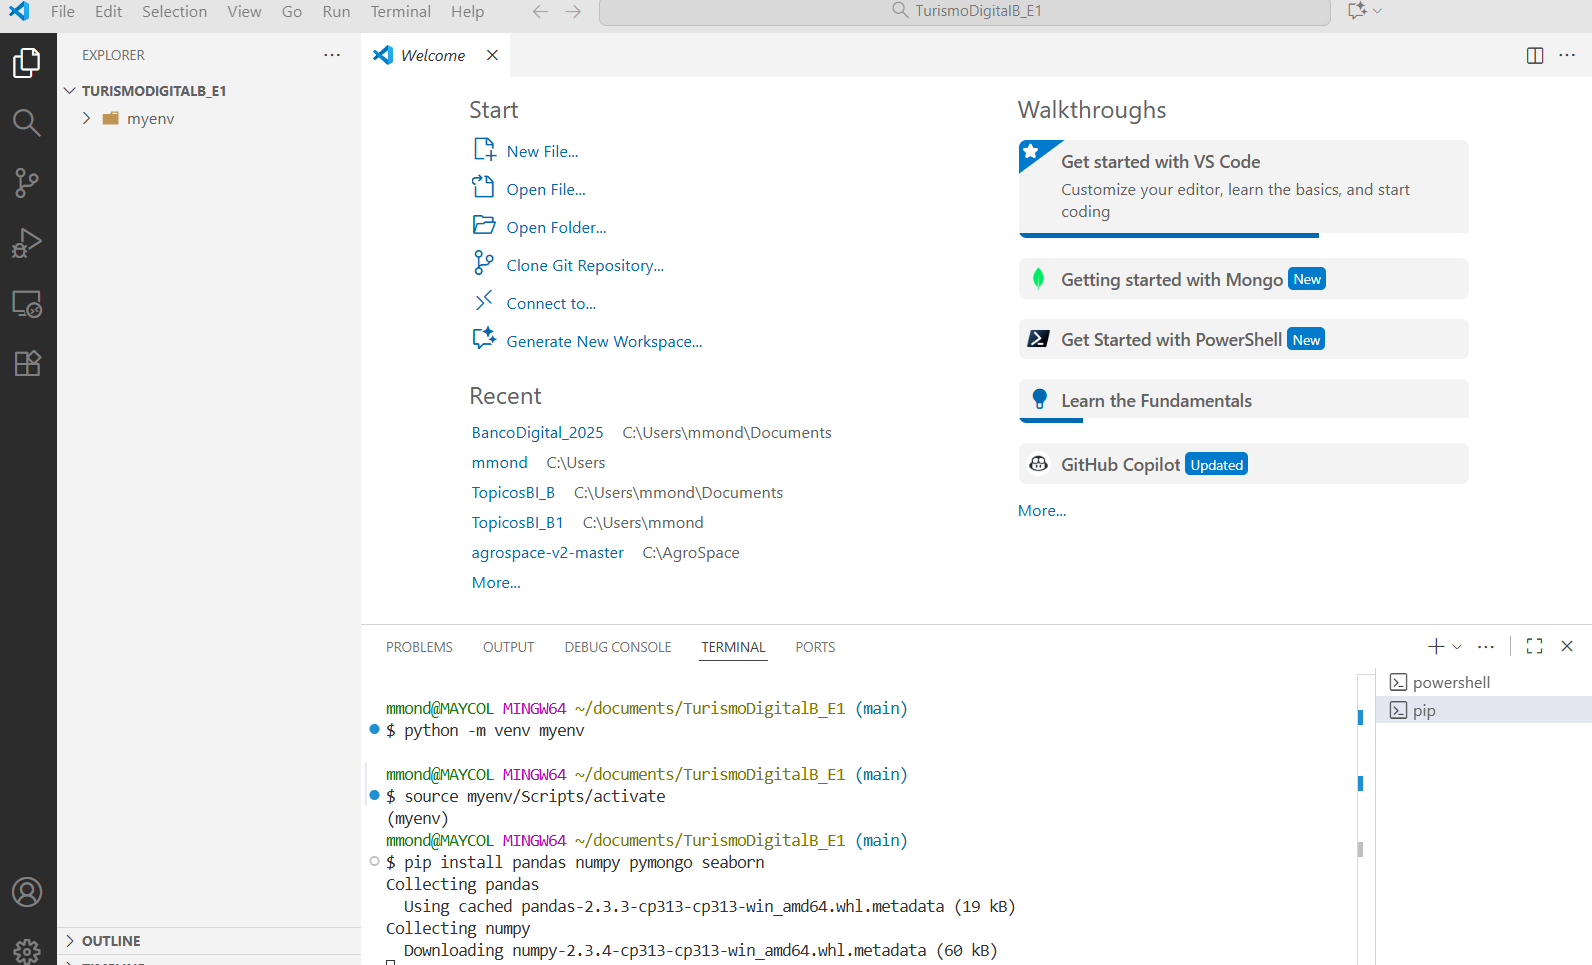 File Edit Selection View Go Run Terminal Help
TurismoDigitalB_E1
EXPLORER
TURISMODIGITALB_E1
myenv
OUTLINE
Welcome
Start
New File...
Open File...
Open Folder...
Clone Git Repository...
Connect to...
Generate New Workspace...
Recent
BancoDigital_2025 C:\Users\mmond\Documents
mmond C:\Users
TopicosBI_B C:\Users\mmond\Documents
TopicosBI_B1 C:\Users\mmond
agrospace-v2-master C:\AgroSpace
More...
Walkthroughs
Get started with VS Code
Customize your editor, learn the basics, and start
coding
Getting started with Mongo New
Get Started with PowerShell New
Learn the Fundamentals
GitHub Copilot Updated
More...
PROBLEMS OUTPUT DEBUG CONSOLE TERMINAL PORTS
mmond@MAYCOL MINGW64 ~/documents/TurismoDigitalB_E1 (main)
$ python -m venv myenv
mmond@MAYCOL MINGW64 ~/documents/TurismoDigitalB_E1 (main)
$ source myenv/Scripts/activate
(myenv)
mmond@MAYCOL MINGW64 ~/documents/TurismoDigitalB_E1 (main)
$ pip install pandas numpy pymongo seaborn
Collecting pandas
Using cached pandas-2.3.3-cp313-cp313-win_amd64.whl.metadata (19 kB)
Collecting numpy
Downloading numpy-2.3.4-cp313-cp313-win_amd64.whl.metadata (60 kB)
powershell
pip